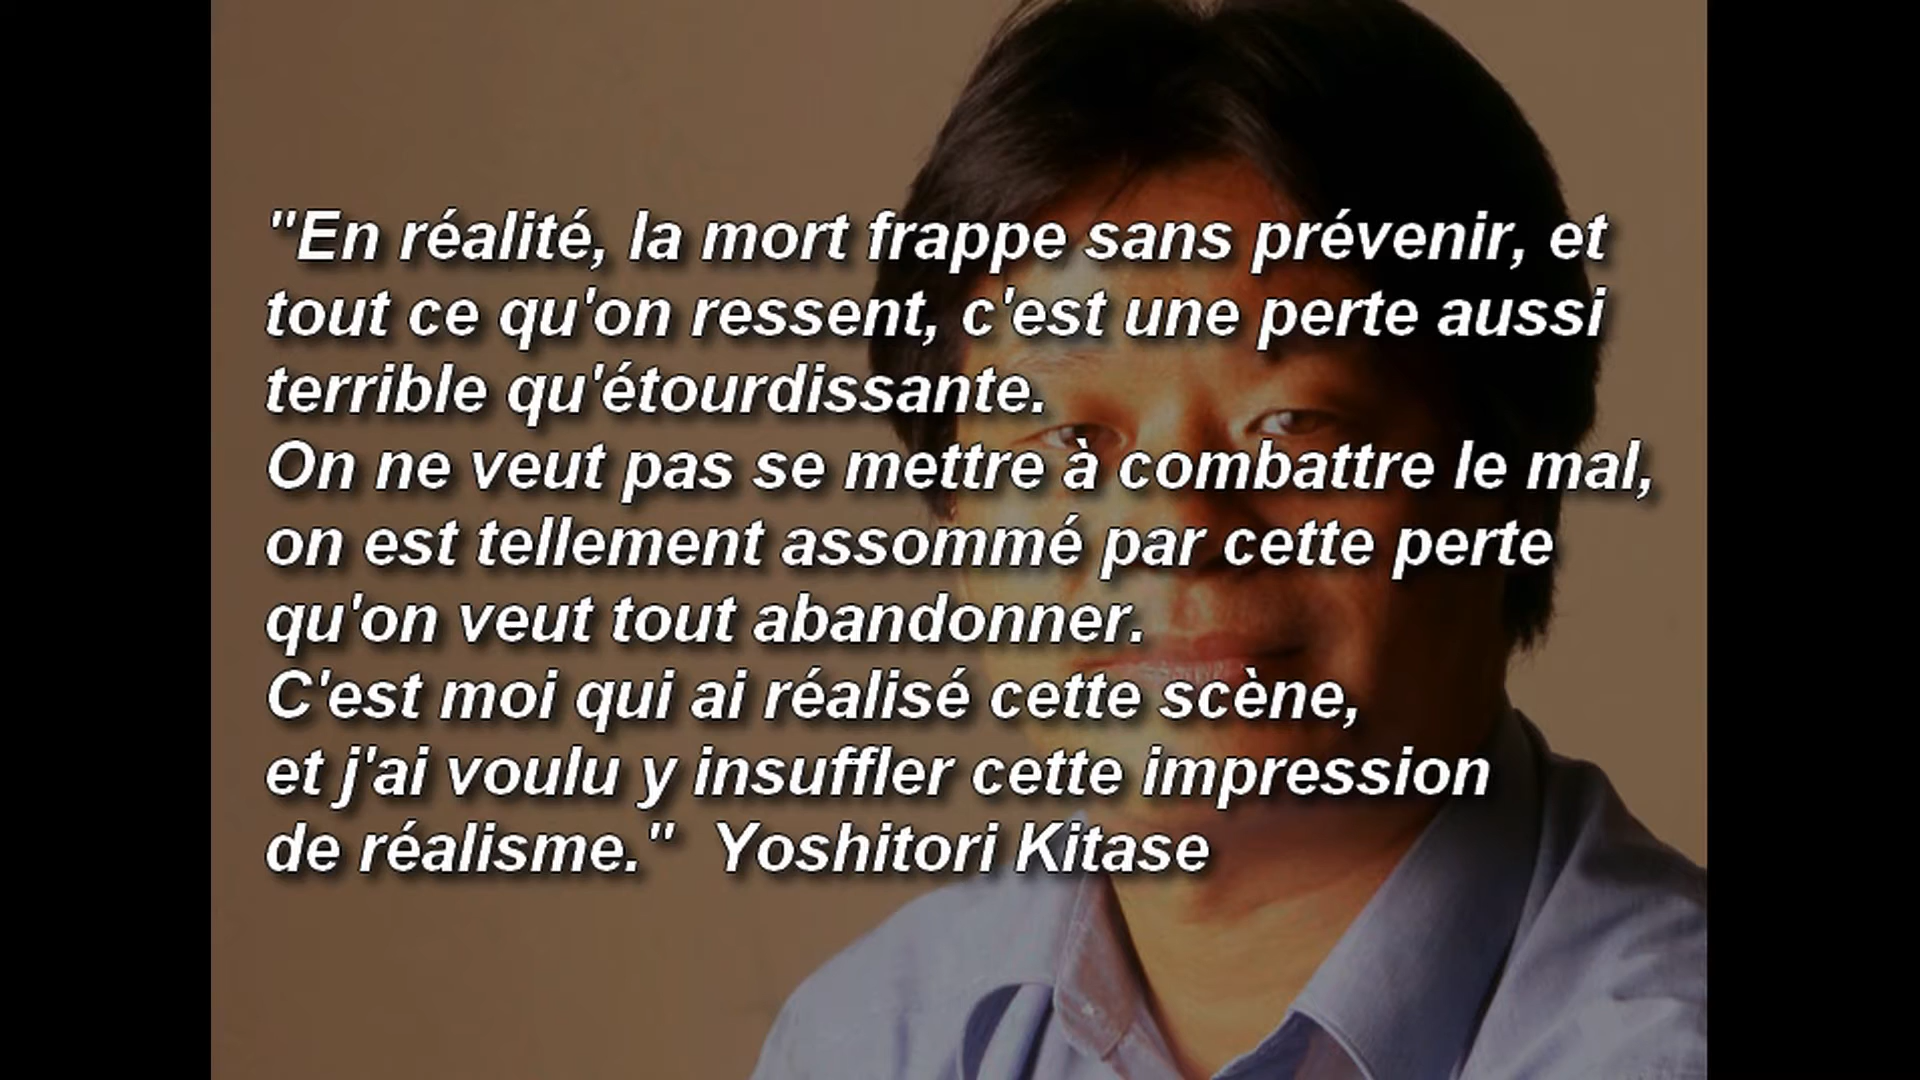 "En réalité, la mort frappe sans prévenir, et
tout ce qu'on ressent, c'est une perte aussi
terrible qu'étourdissante.
On ne veut pas se mettre à combattre le mal,
on est tellement assommé par cette perte
qu'on veut tout abandonner.
C'est moi qui ai réalisé cette scène,
et j'ai voulu y insuffler cette impression
de réalisme."  Yoshitori Kitase